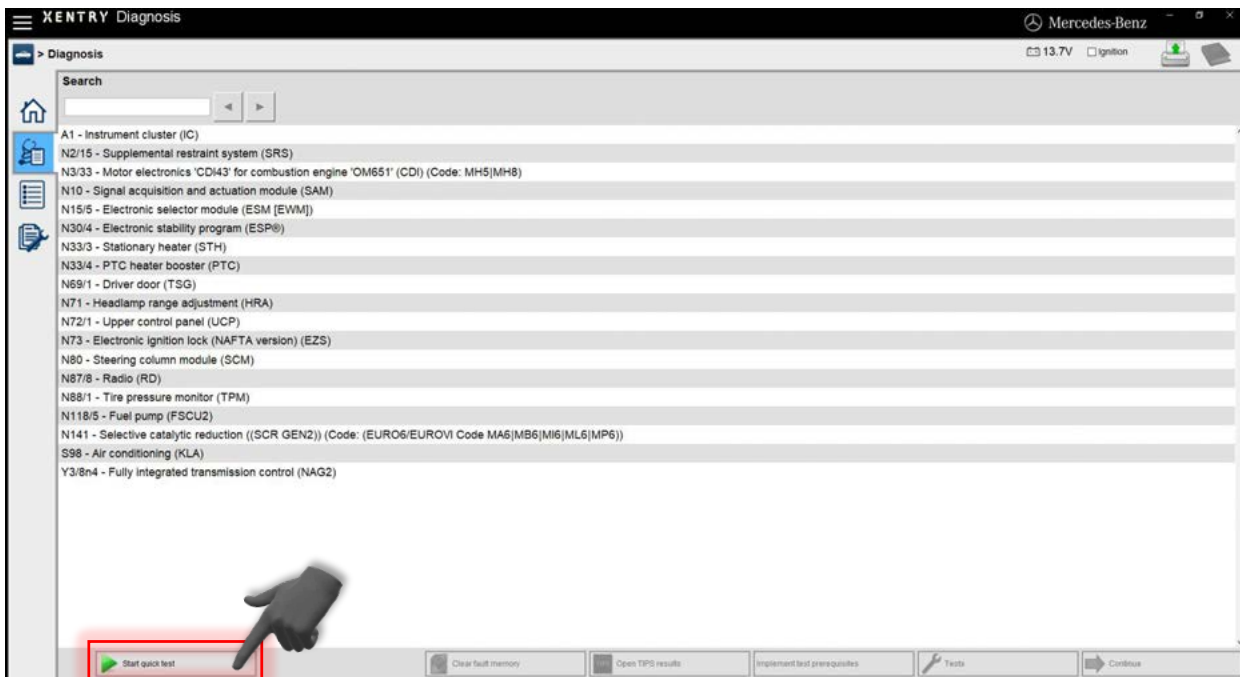 XENTRY Diagnosis
Mercedes-Benz
> Diagnosis
13.7V Ignition
Search
A1 - Instrument cluster (IC)
N2/15 - Supplemental restraint system (SRS)
N3/33 - Motor electronics 'CDI43' for combustion engine 'OM651' (CDI) (Code: MH5|MH8)
N10 - Signal acquisition and actuation module (SAM)
N15/5 - Electronic selector module (ESM [EWM])
N30/4 - Electronic stability program (ESP®)
N33/3 - Stationary heater (STH)
N33/4 - PTC heater booster (PTC)
N69/1 - Driver door (TSG)
N71 - Headlamp range adjustment (HRA)
N72/1 - Upper control panel (UCP)
N73 - Electronic ignition lock (NAFTA version) (EZS)
N80 - Steering column module (SCM)
N87/8 - Radio (RD)
N88/1 - Tire pressure monitor (TPM)
N118/5 - Fuel pump (FSCU2)
N141 - Selective catalytic reduction ((SCR GEN2)) (Code: (EURO6/EUROVI Code MA6|MB6|MI6|ML6|MP6))
S98 - Air conditioning (KLA)
Y3/8n4 - Fully integrated transmission control (NAG2)
Start quick test
Clear fault memory
TIPS Open TIPS results
Implement test prerequisites
Tests
Continue